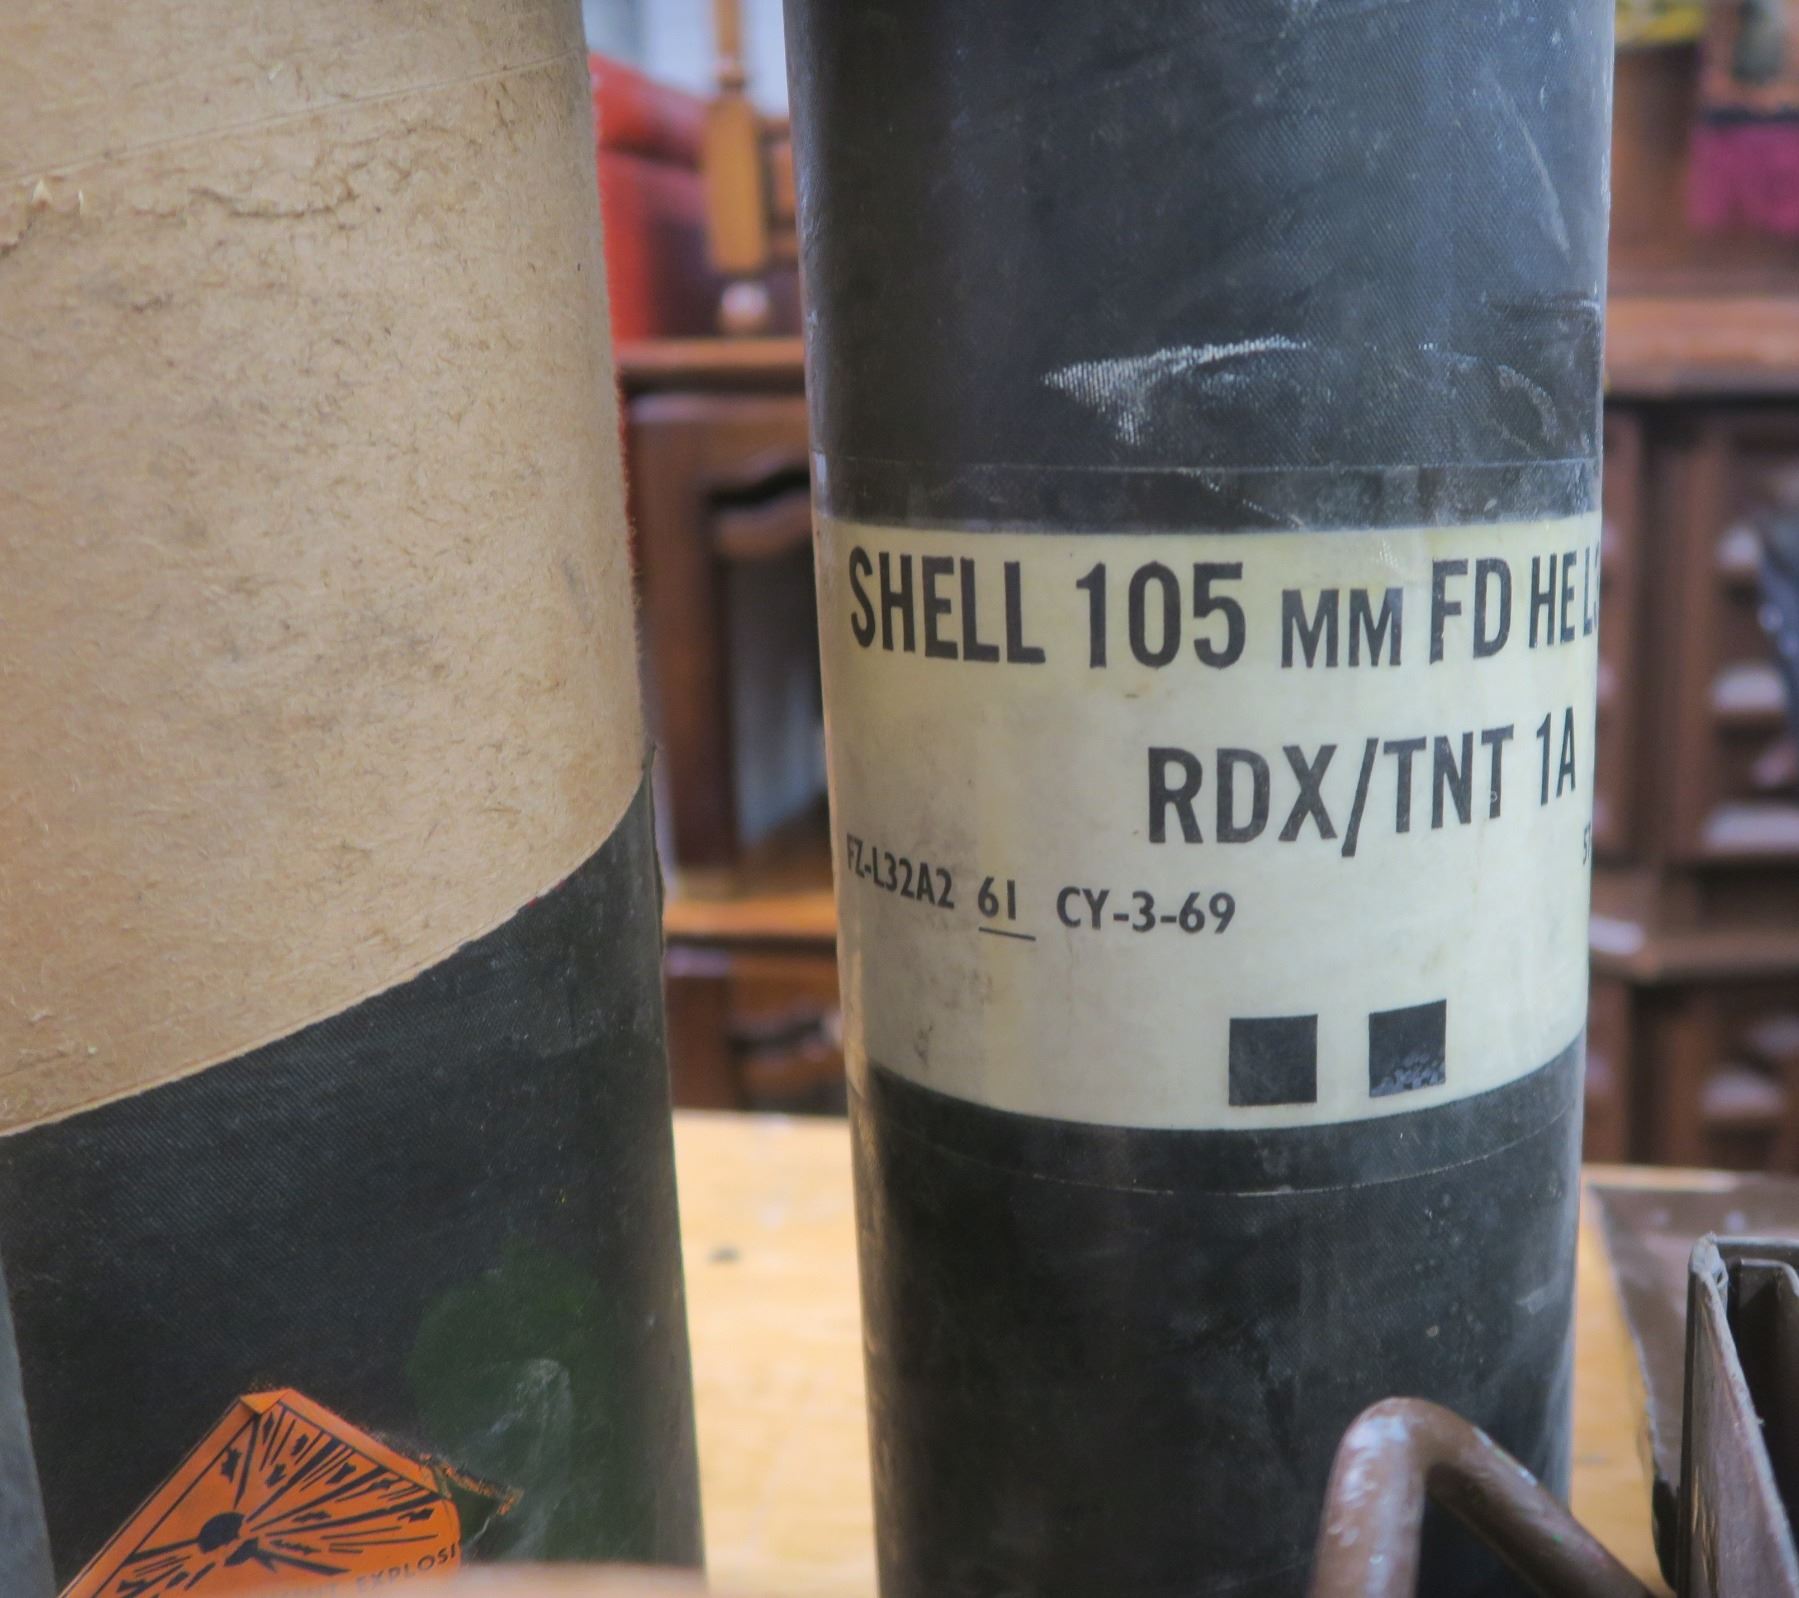 SHELL 105 MM FD HE
RDX/TNT 1A
FZ-L32A2 61 CY-3-69